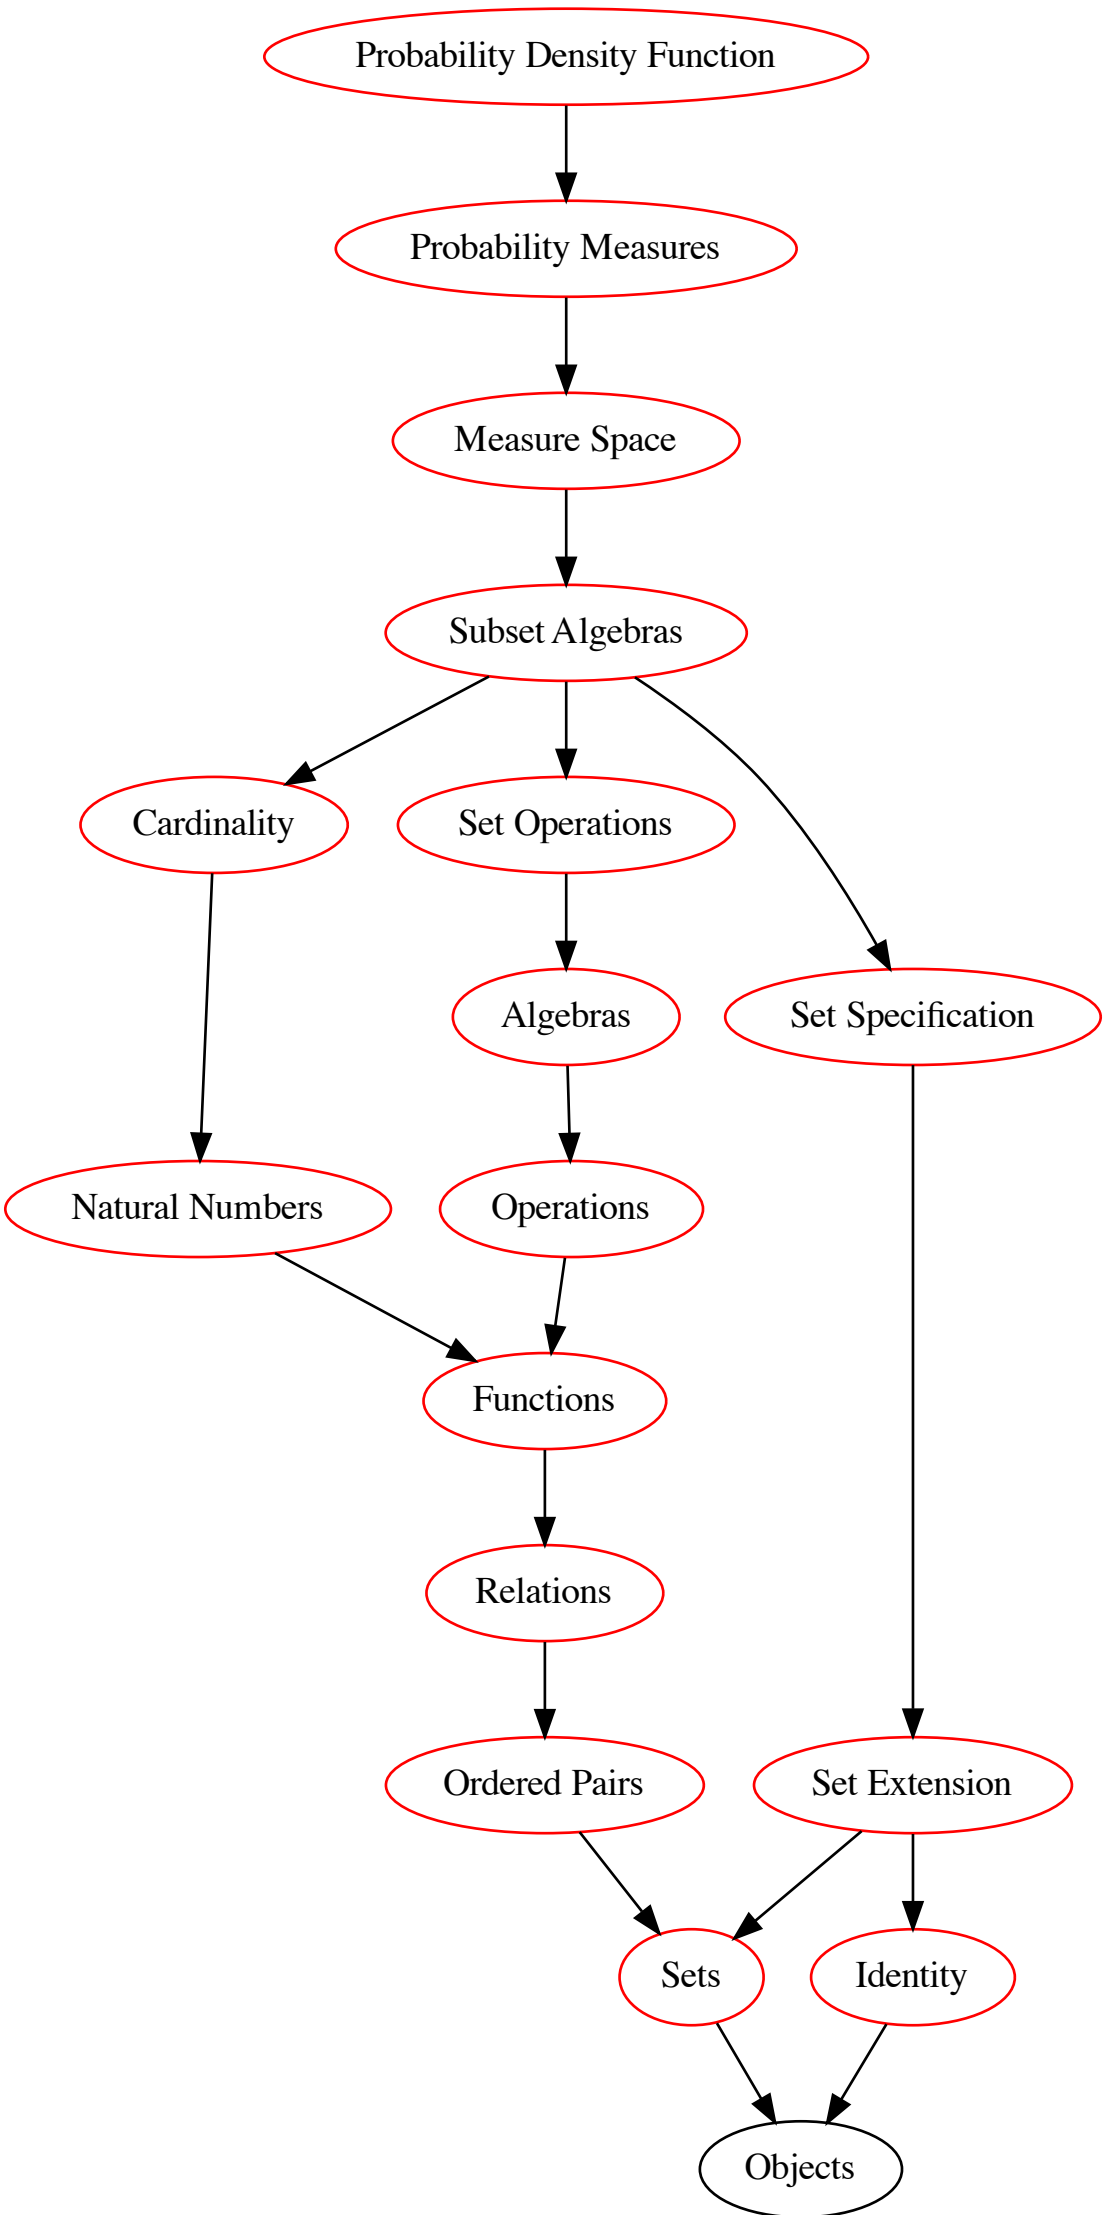 Probability Density Function
Probability Measures
Measure Space
Subset Algebras
Cardinality
Set Operations
Algebras
Set Specification
Natural Numbers
Operations
Functions
Relations
Ordered Pairs
Set Extension
Sets
Identity
Objects